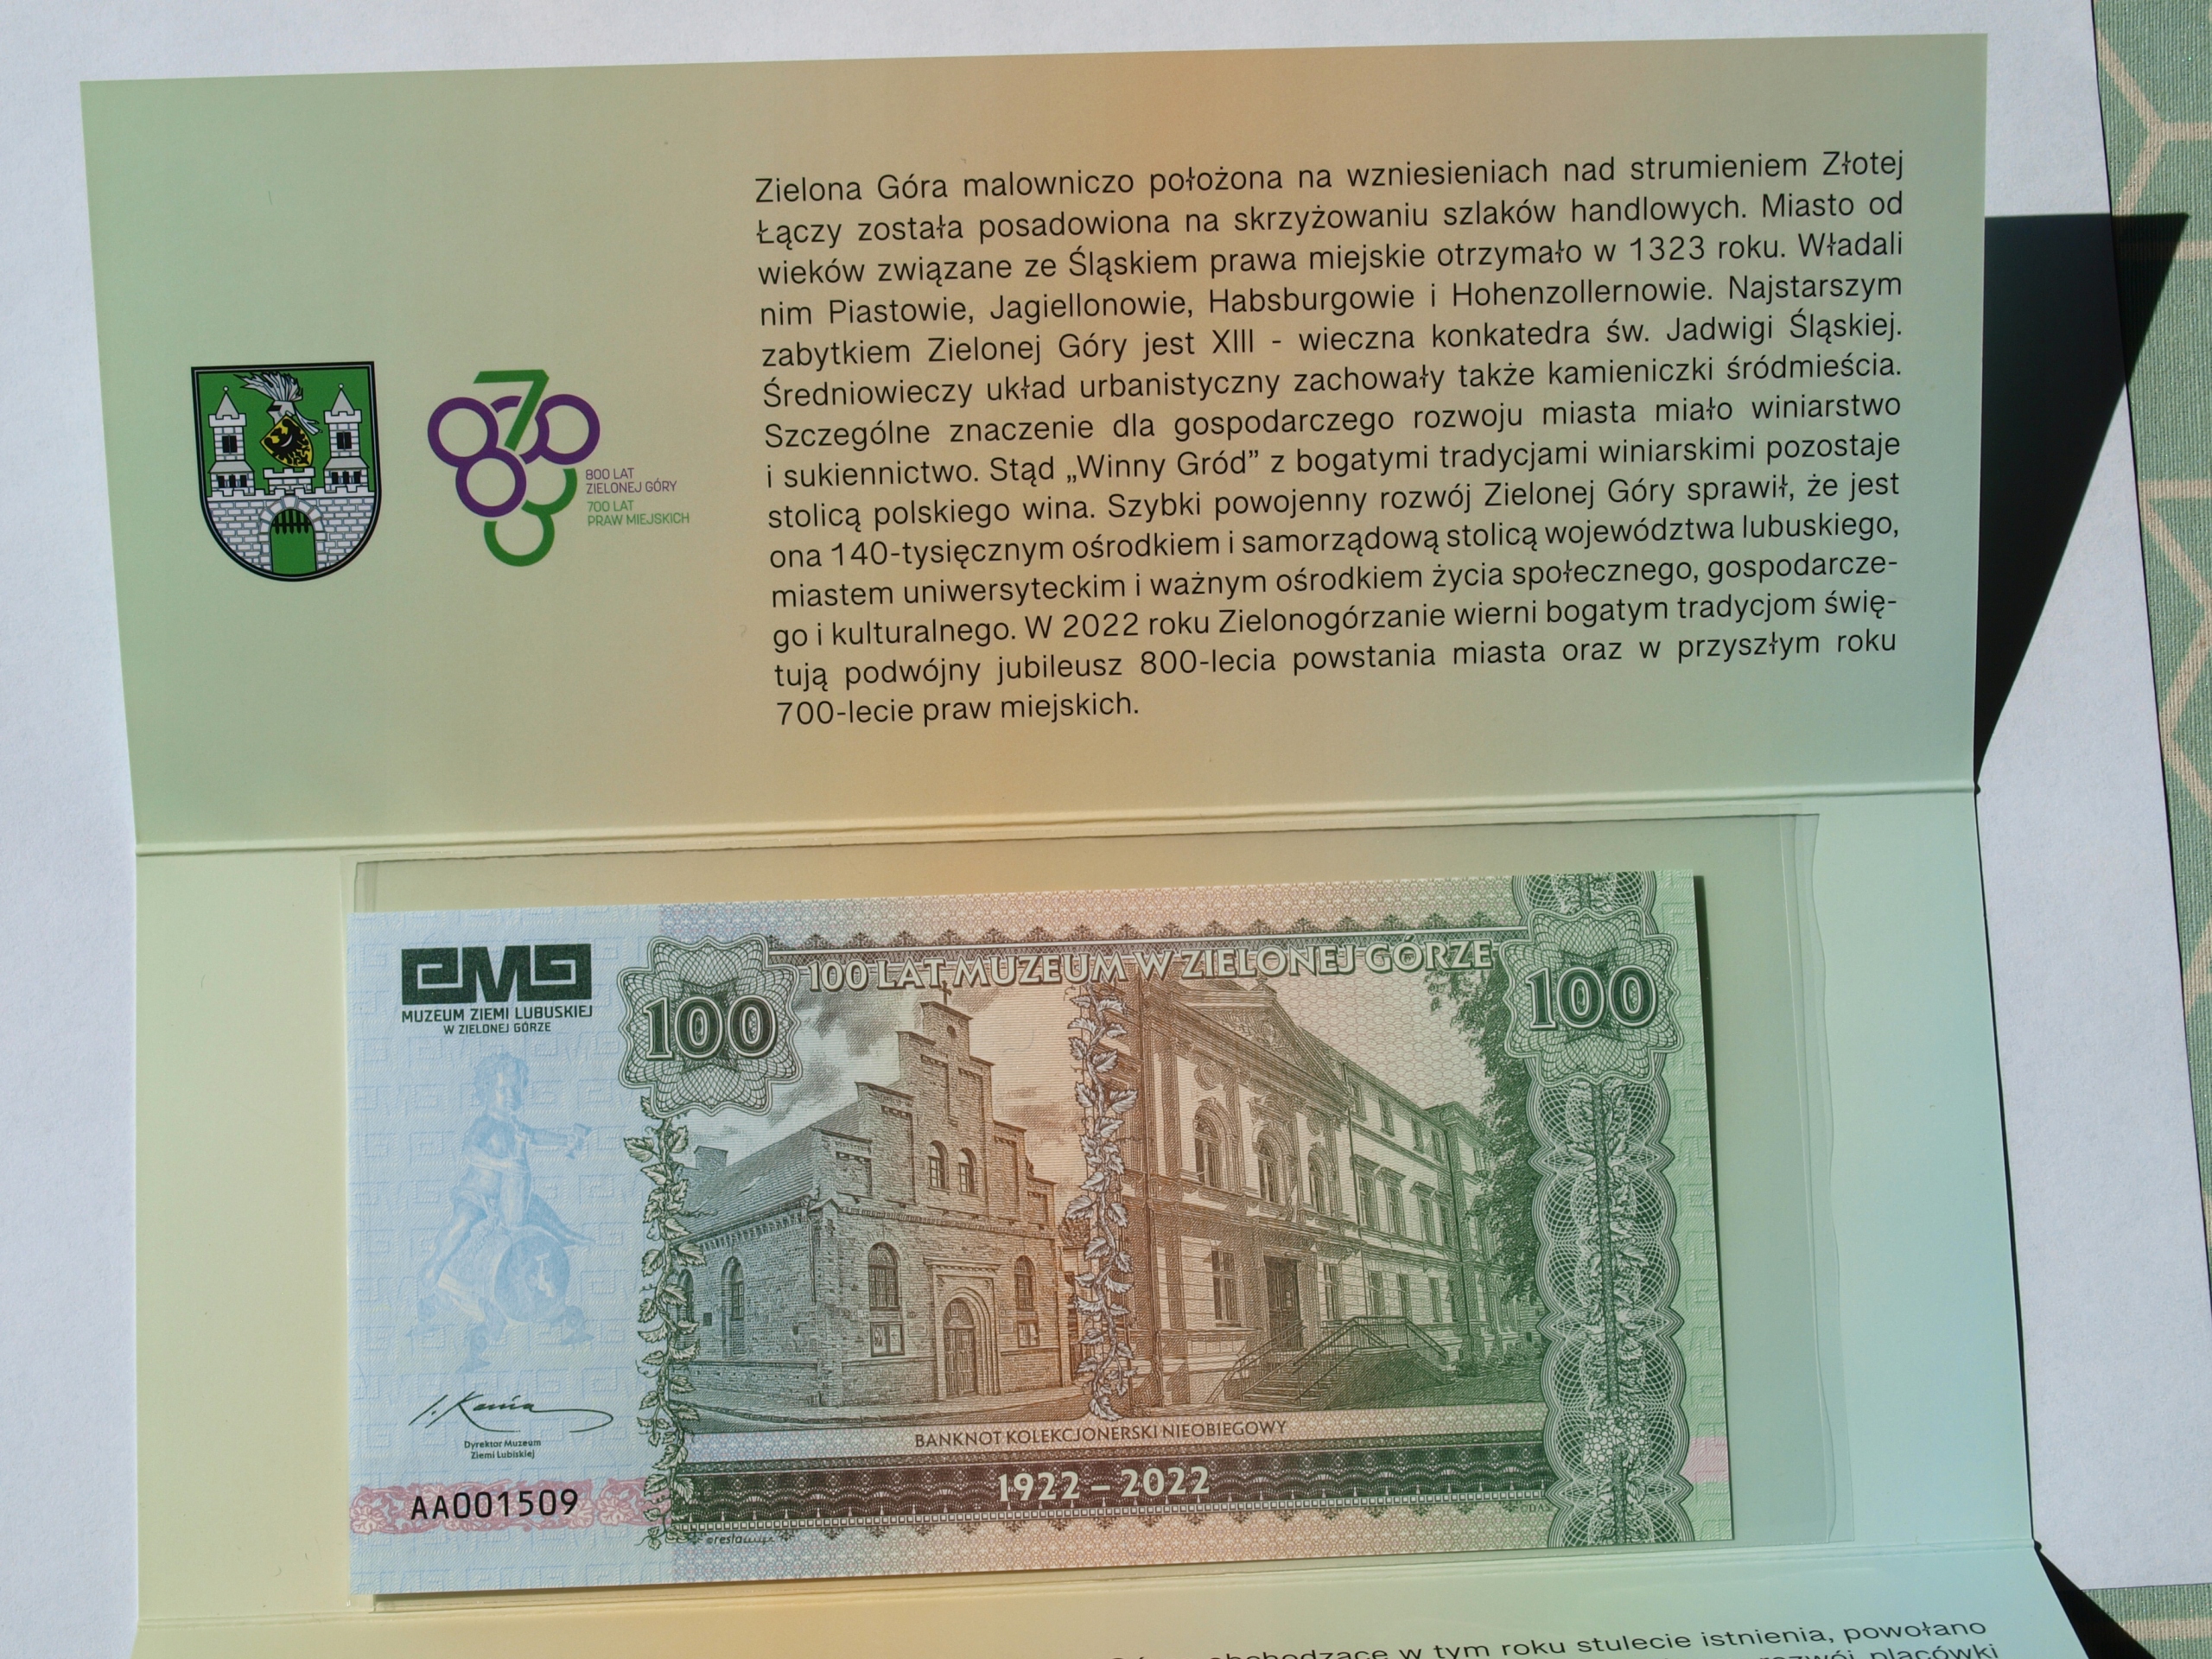 Zielona Góra malowniczo położona na wzniesieniach nad strumieniem Złotej
Łączy została posadowiona na skrzyżowaniu szlaków handlowych. Miasto od
wieków związane ze Śląskiem prawa miejskie otrzymało w 1323 roku. Władali
nim Piastowie, Jagiellonowie, Habsburgowie i Hohenzollernowie. Najstarszym
zabytkiem Zielonej Góry jest XIII - wieczna konkatedra św. Jadwigi Śląskiej.
Średniowieczy układ urbanistyczny zachowały także kamieniczki śródmieścia.
Szczególne znaczenie dla gospodarczego rozwoju miasta miało winiarstwo
i sukiennictwo. Stąd „Winny Gród” z bogatymi tradycjami winiarskimi pozostaje
stolicą polskiego wina. Szybki powojenny rozwój Zielonej Góry sprawił, że jest
ona 140-tysięcznym ośrodkiem i samorządową stolicą województwa lubuskiego,
miastem uniwersyteckim i ważnym ośrodkiem życia społecznego, gospodarcze-
go i kulturalnego. W 2022 roku Zielonogórzanie wierni bogatym tradycjom świę-
tują podwójny jubileusz 800-lecia powstania miasta oraz w przyszłym roku
700-lecie praw miejskich.
800 LAT
ZIELONEJ GÓRY
700 LAT
PRAW MIEJSKICH
MUZEUM ZIEMI LUBUSKIEJ
W ZIELONEJ GÓRZE
100
100 LAT MUZEUM W ZIELONEJ GÓRZE
100
Dyrektor Muzeum
Ziemi Lubiskiej
AA001509
BANKNOT KOLEKCJONERSKI NIEOBIEGOWY
1922 – 2022
w tym roku stulecie istnienia, powołano
rozwój placówki